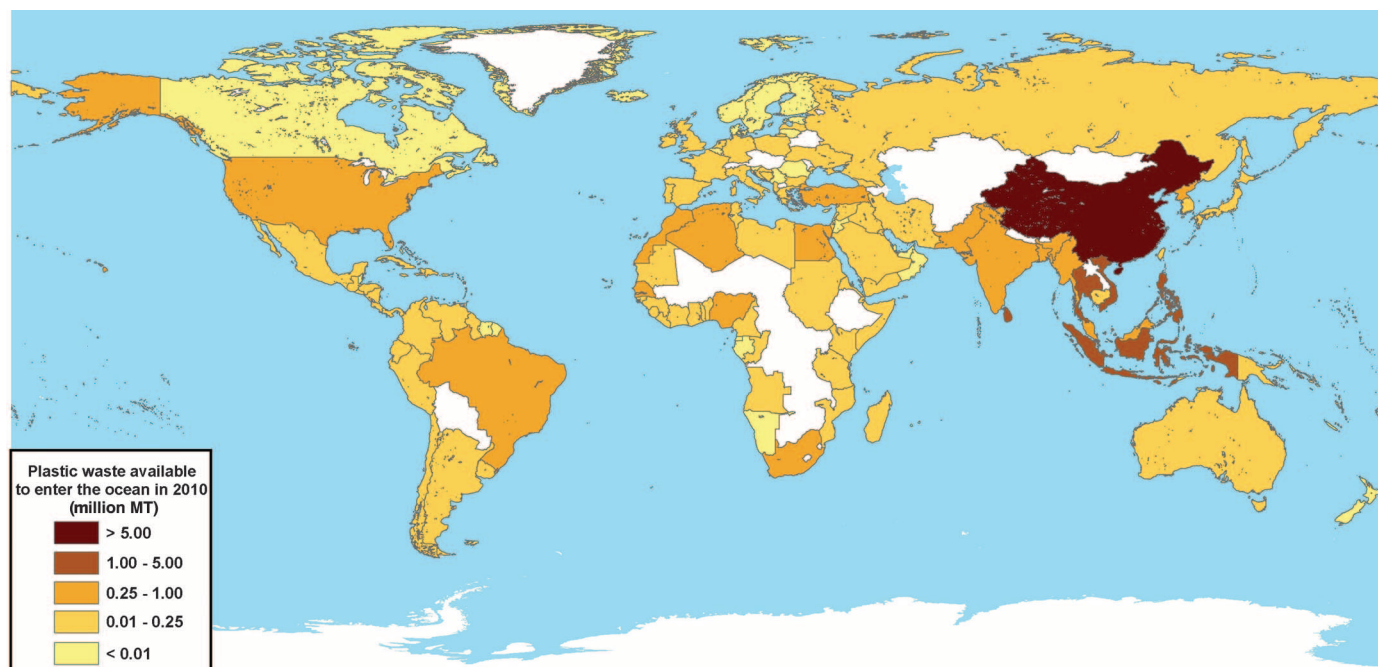 Plastic waste available
to enter the ocean in 2010
(million MT)
> 5.00
1.00 - 5.00
0.25 - 1.00
0.01 - 0.25
< 0.01